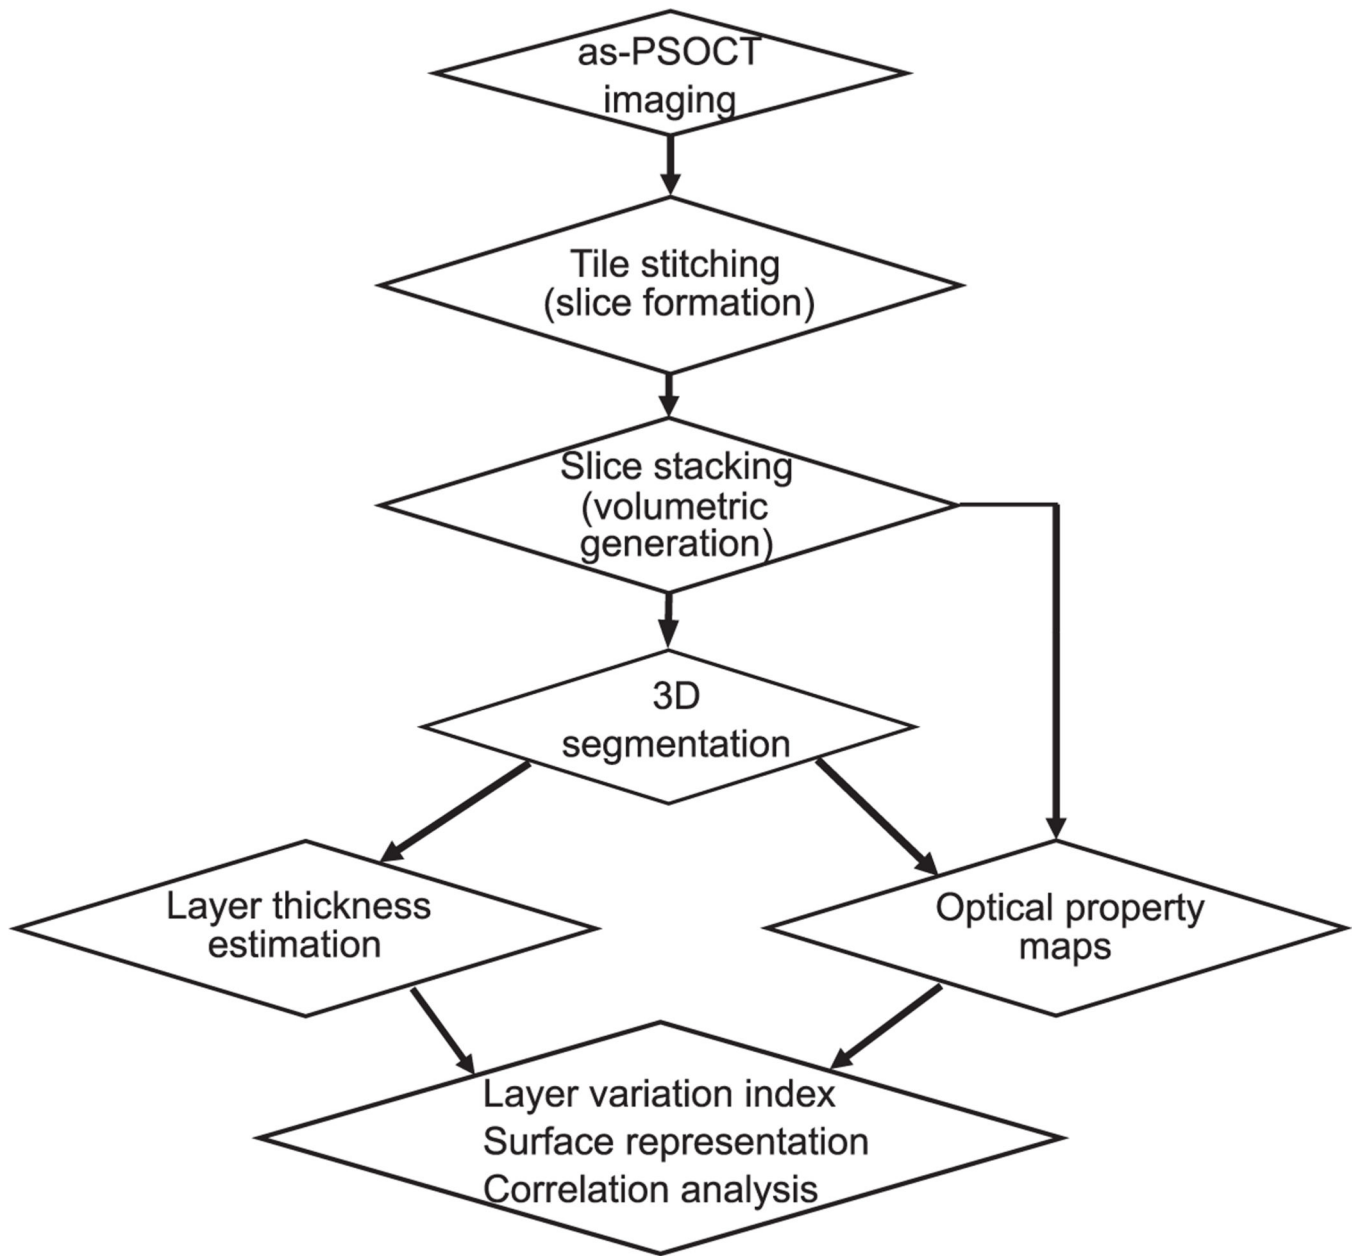 as-PSOCT
imaging
Tile stitching
(slice formation)
Slice stacking
(volumetric
generation)
3D
segmentation
Layer thickness
estimation
Optical property
maps
Layer variation index
Surface representation
Correlation analysis